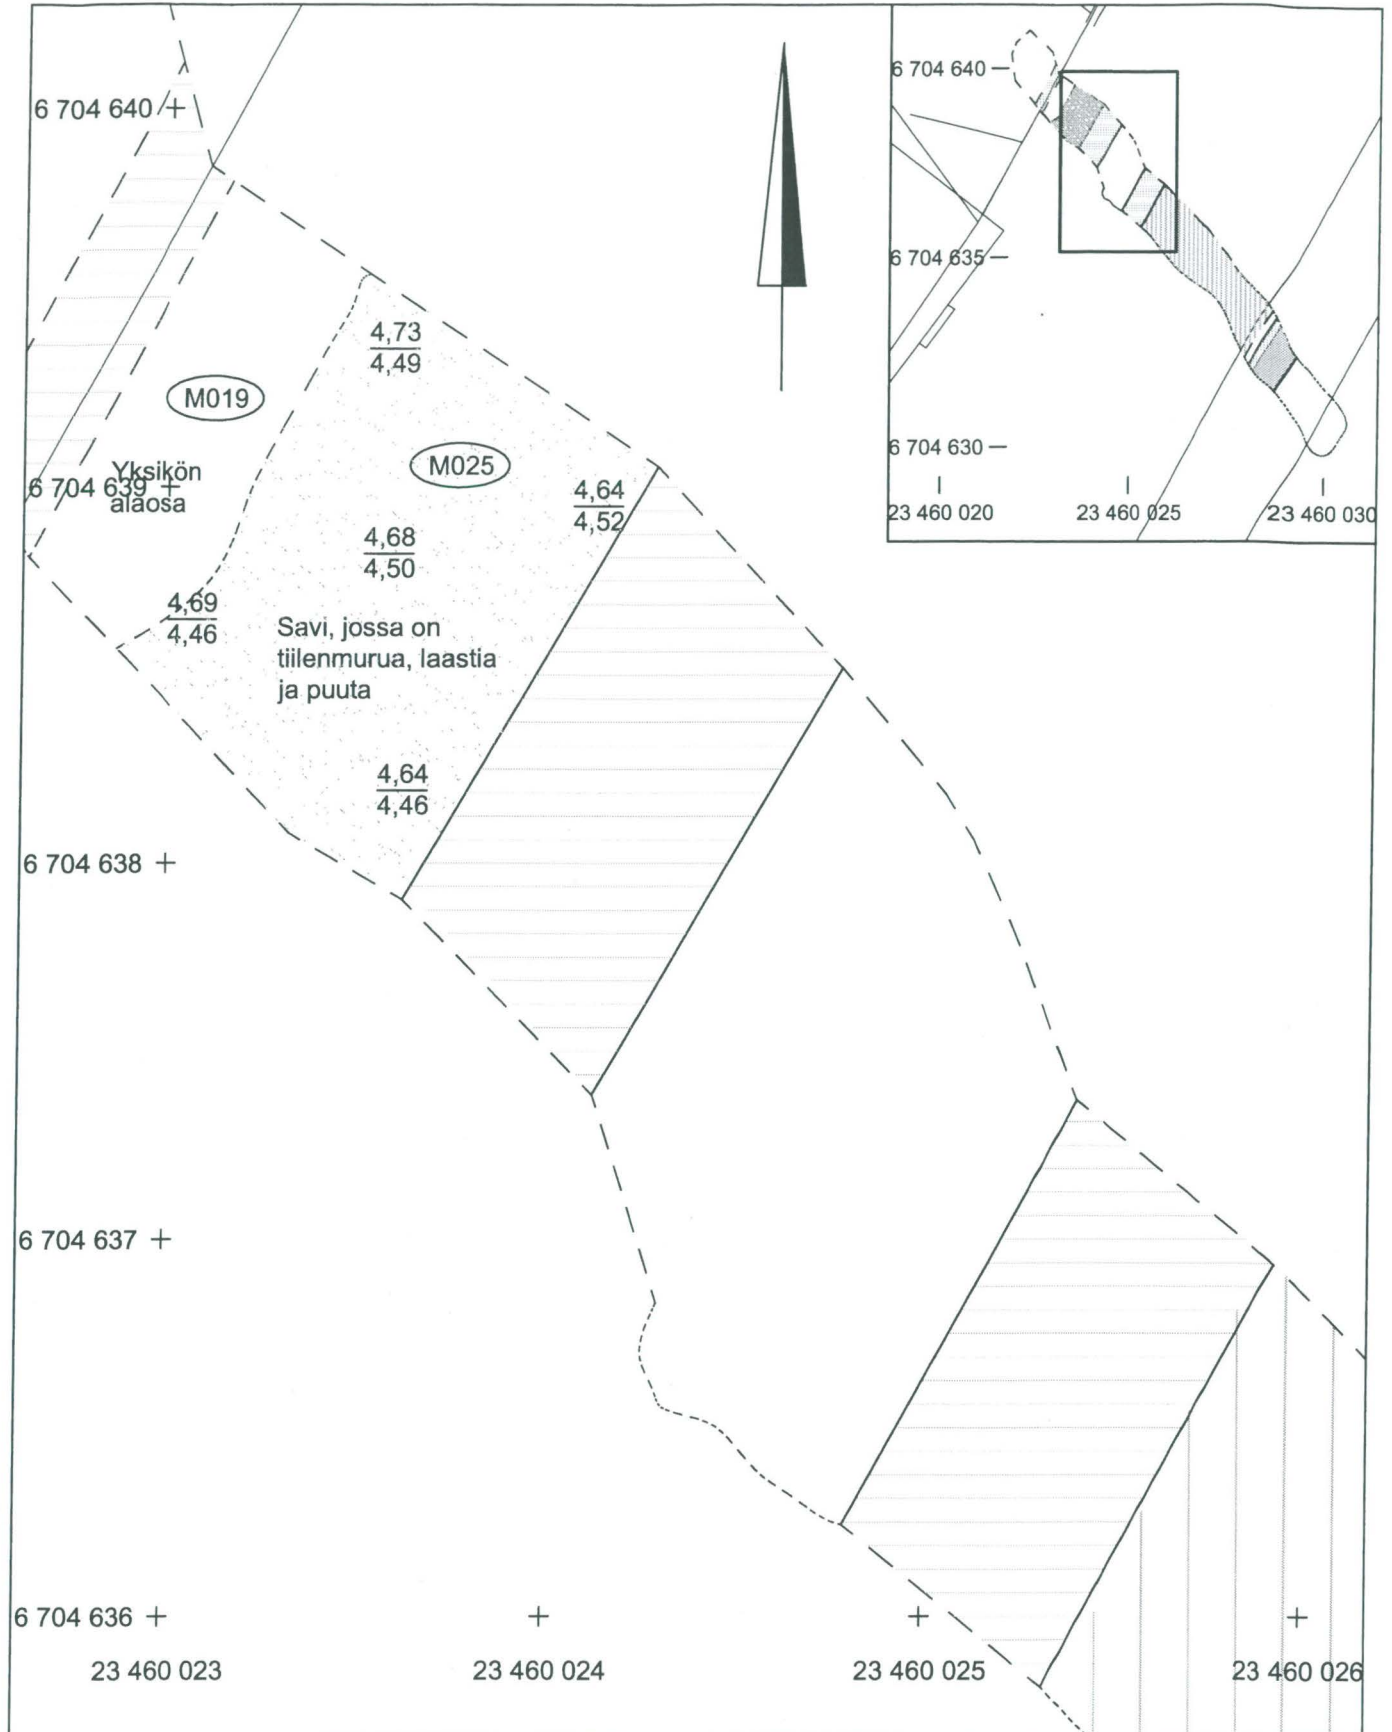 6 704 640
4,73
4,49
M019
M025
Yksikön
alaosa
6 704 639
4,64
4,52
4,68
4,50
4,69
4,46
Savi, jossa on
tiilenmurua, laastia
ja puuta
4,64
4,46
6 704 638
6 704 637
6 704 636
23 460 023
23 460 024
23 460 025
23 460 026
6 704 640
6 704 635
6 704 630
23 460 020
23 460 025
23 460 030